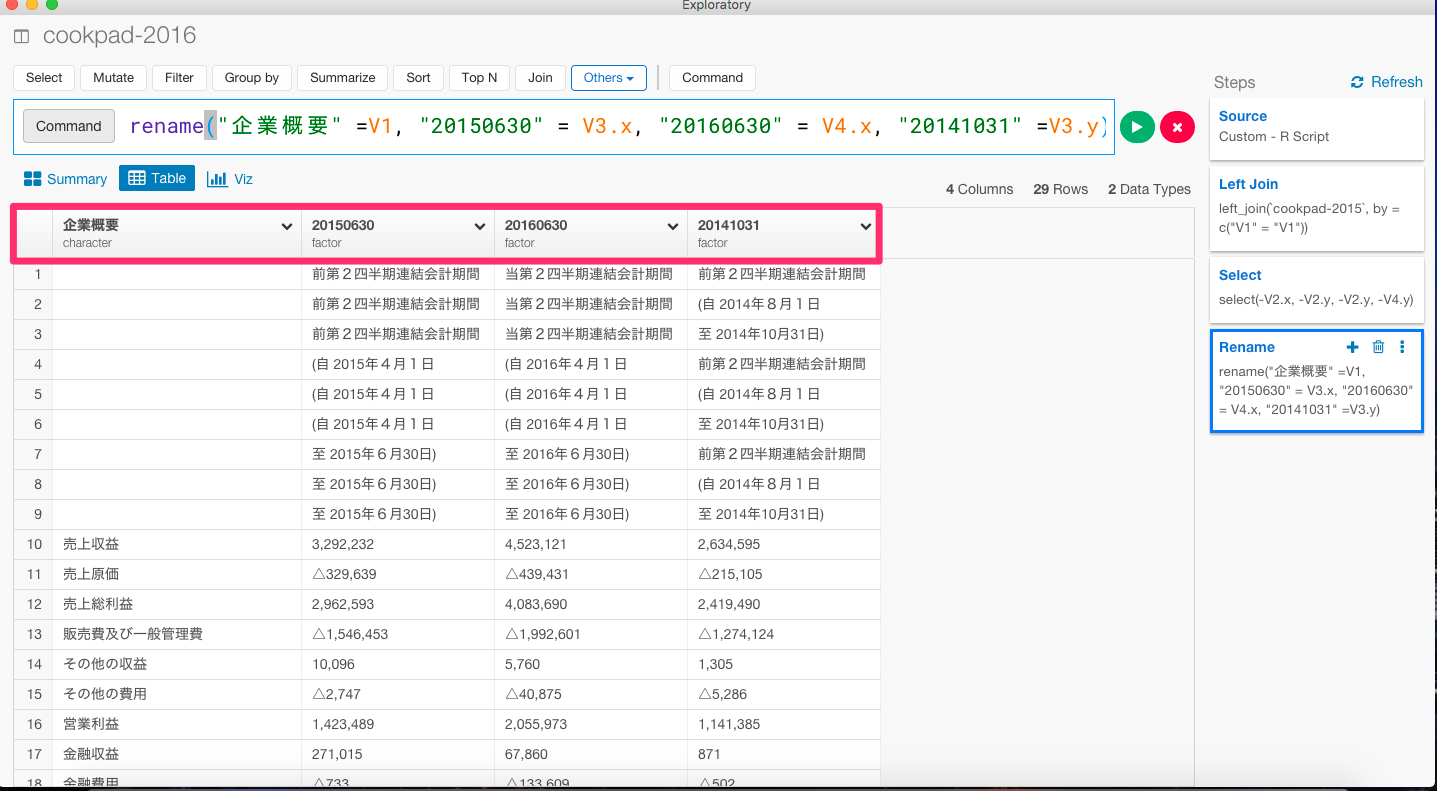 Exploratory
cookpad-2016
Select Mutate Filter Group by Summarize Sort Top N Join Others Command
Command rename("企業概要" =V1, "20150630" = V3.x, "20160630" = V4.x, "20141031" =V3.y)
Summary Table Viz
4 Columns 29 Rows 2 Data Types
企業概要 20150630 20160630 20141031
character factor factor factor
1 前第２四半期連結会計期間 当第２四半期連結会計期間 前第２四半期連結会計期間
2 前第２四半期連結会計期間 当第２四半期連結会計期間 (自 2014年８月１日
3 前第２四半期連結会計期間 当第２四半期連結会計期間 至 2014年10月31日)
4 (自 2015年４月１日 (自 2016年４月１日 前第２四半期連結会計期間
5 (自 2015年４月１日 (自 2016年４月１日 (自 2014年８月１日
6 (自 2015年４月１日 (自 2016年４月１日 至 2014年10月31日)
7 至 2015年６月30日) 至 2016年６月30日) 前第２四半期連結会計期間
8 至 2015年６月30日) 至 2016年６月30日) (自 2014年８月１日
9 至 2015年６月30日) 至 2016年６月30日) 至 2014年10月31日)
10 売上収益 3,292,232 4,523,121 2,634,595
11 売上原価 △329,639 △439,431 △215,105
12 売上総利益 2,962,593 4,083,690 2,419,490
13 販売費及び一般管理費 △1,546,453 △1,992,601 △1,274,124
14 その他の収益 10,096 5,760 1,305
15 その他の費用 △2,747 △40,875 △5,286
16 営業利益 1,423,489 2,055,973 1,141,385
17 金融収益 271,015 67,860 871
18 金融費用 △733 △133,609 △502
Steps Refresh
Source
Custom - R Script
Left Join
left_join(`cookpad-2015`, by =
c("V1" = "V1"))
Select
select(-V2.x, -V2.y, -V2.y, -V4.y)
Rename
rename("企業概要" =V1,
"20150630" = V3.x, "20160630"
= V4.x, "20141031" =V3.y)